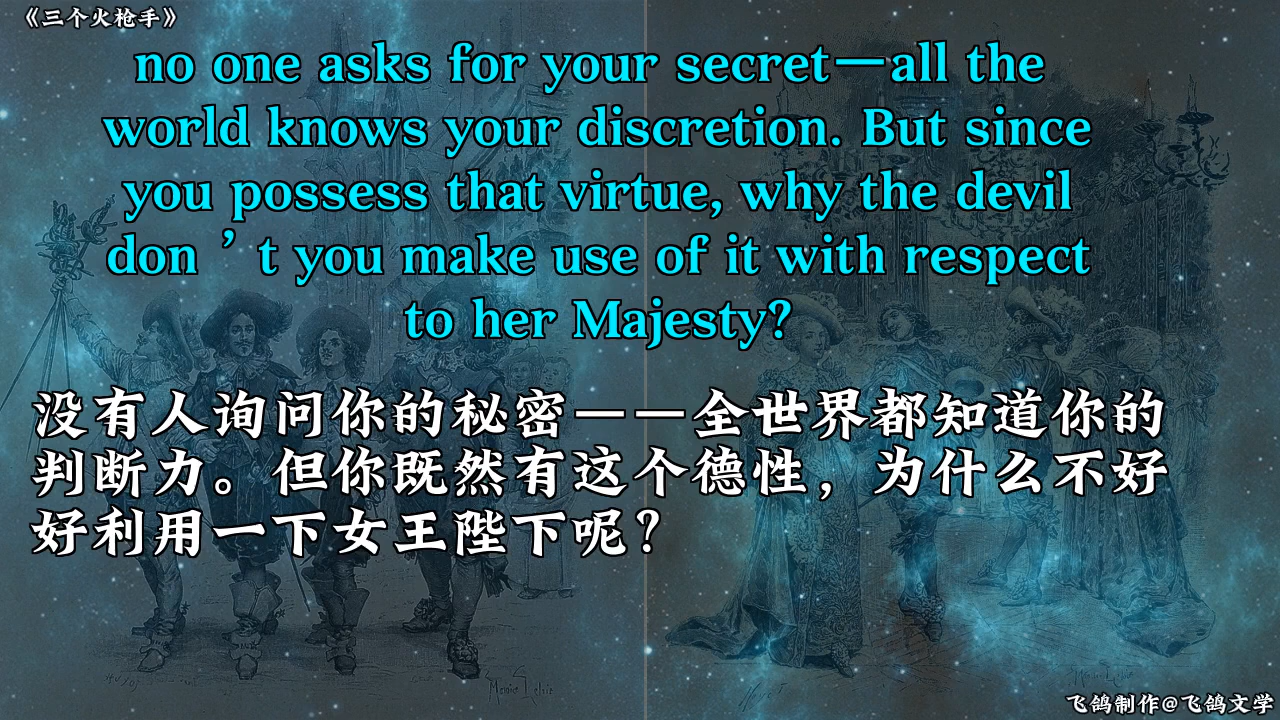 《三个火枪手》
no one asks for your secret—all the
world knows your discretion. But since
you possess that virtue, why the devil
don’t you make use of it with respect
to her Majesty?
没有人询问你的秘密——全世界都知道你的
判断力。但你既然有这个德性，为什么不好
好利用一下女王陛下呢？
飞鸽制作@飞鸽文学